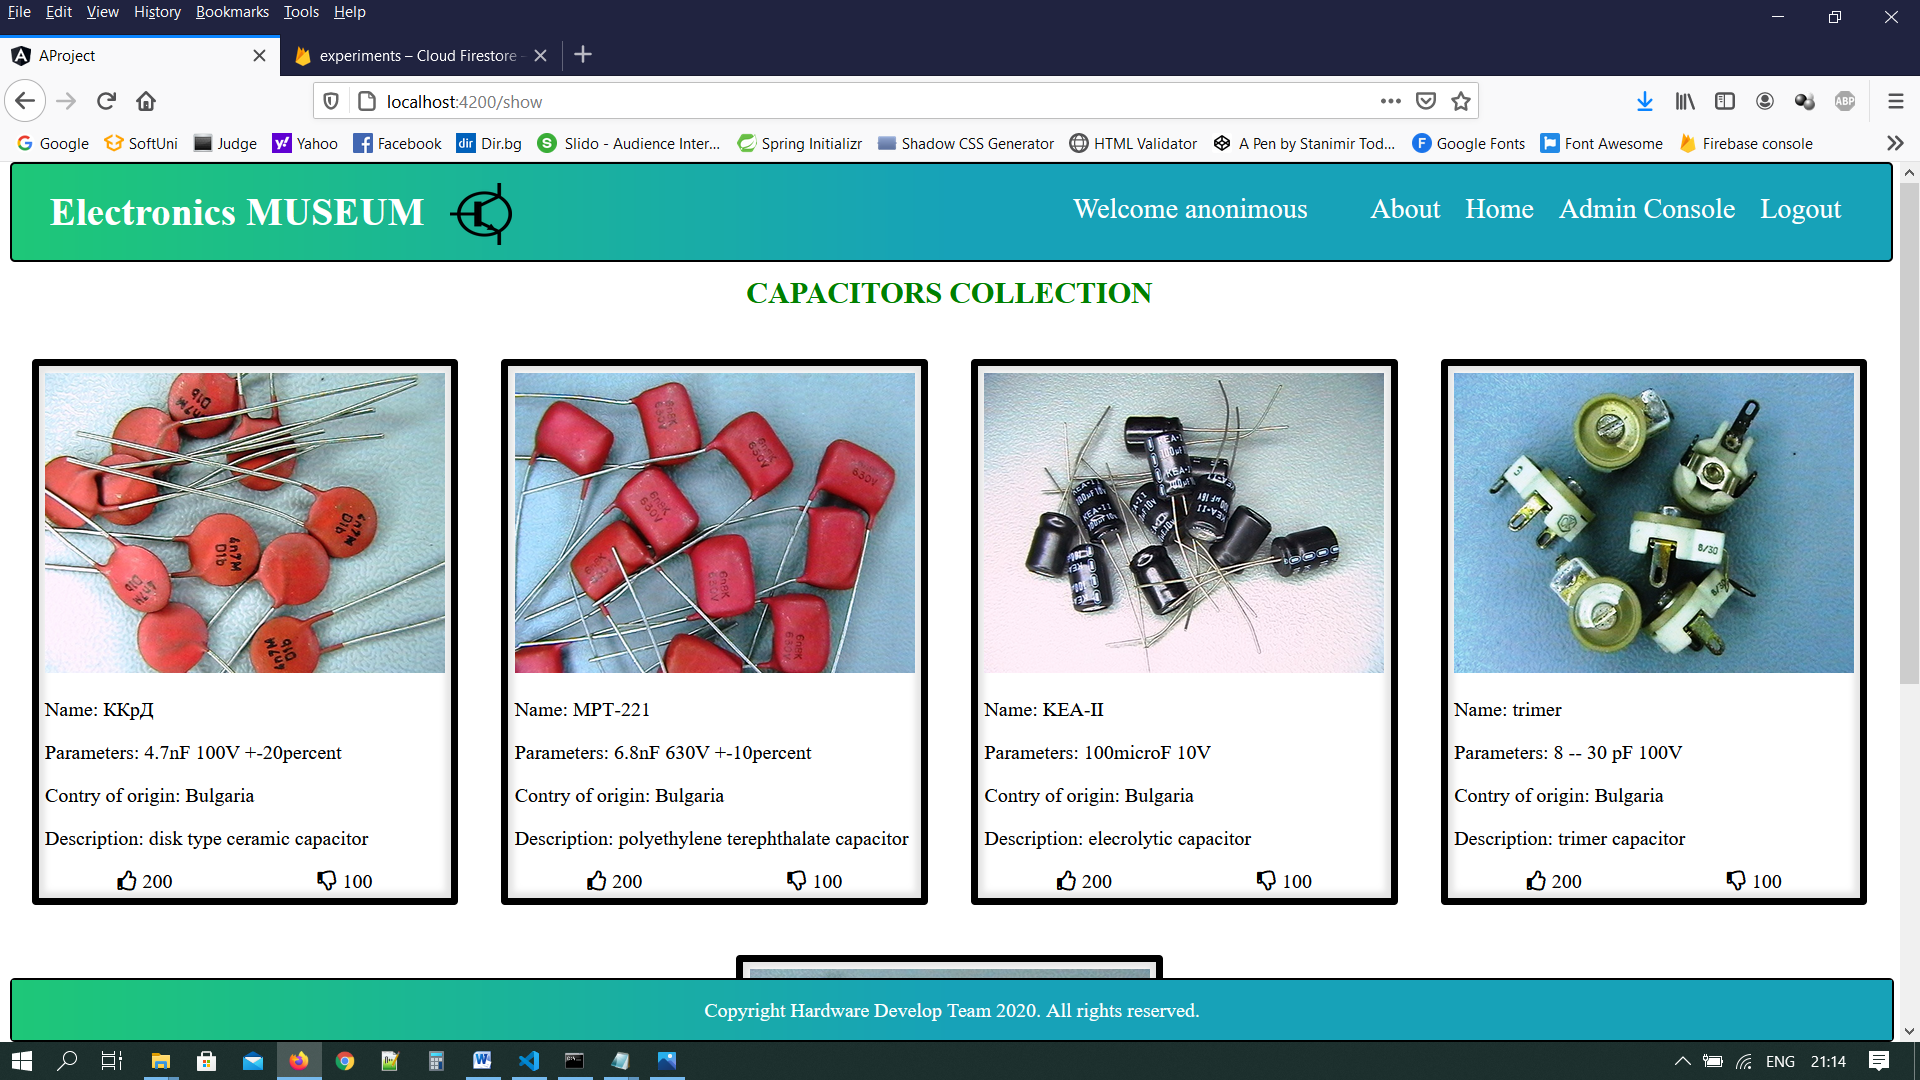 File Edit View History Bookmarks Tools Help
AProject
experiments – Cloud Firestore
localhost:4200/show
ABP
Google SoftUni Judge Yahoo Facebook Dir.bg Slido - Audience Inter... Spring Initializr Shadow CSS Generator HTML Validator A Pen by Stanimir Tod... Google Fonts Font Awesome Firebase console
Electronics MUSEUM Welcome anonimous About Home Admin Console Logout
CAPACITORS COLLECTION
Name: ККрД
Parameters: 4.7nF 100V +-20percent
Contry of origin: Bulgaria
Description: disk type ceramic capacitor
200 100
Name: MPT-221
Parameters: 6.8nF 630V +-10percent
Contry of origin: Bulgaria
Description: polyethylene terephthalate capacitor
200 100
Name: KEA-II
Parameters: 100microF 10V
Contry of origin: Bulgaria
Description: elecrolytic capacitor
200 100
Name: trimer
Parameters: 8 -- 30 pF 100V
Contry of origin: Bulgaria
Description: trimer capacitor
200 100
Copyright Hardware Develop Team 2020. All rights reserved.
ENG 21:14